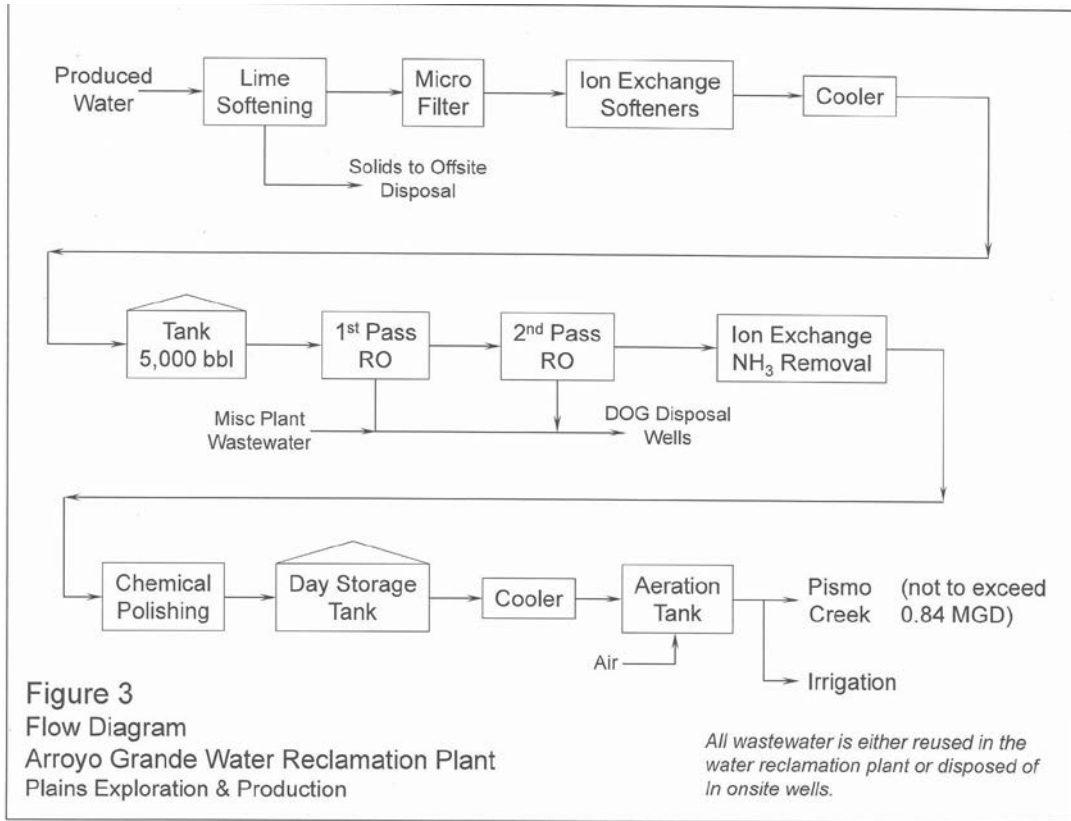 Produced
Water
Lime
Softening
Micro
Filter
Ion Exchange
Softeners
Cooler
Solids to Offsite
Disposal
Tank
5,000 bbl
1st Pass
RO
2nd Pass
RO
Ion Exchange
NH3 Removal
Misc Plant
Wastewater
DOG Disposal
Wells
Chemical
Polishing
Day Storage
Tank
Cooler
Aeration
Tank
Air
Pismo (not to exceed
Creek 0.84 MGD)
Irrigation
Figure 3
Flow Diagram
Arroyo Grande Water Reclamation Plant
Plains Exploration & Production
All wastewater is either reused in the
water reclamation plant or disposed of
In onsite wells.